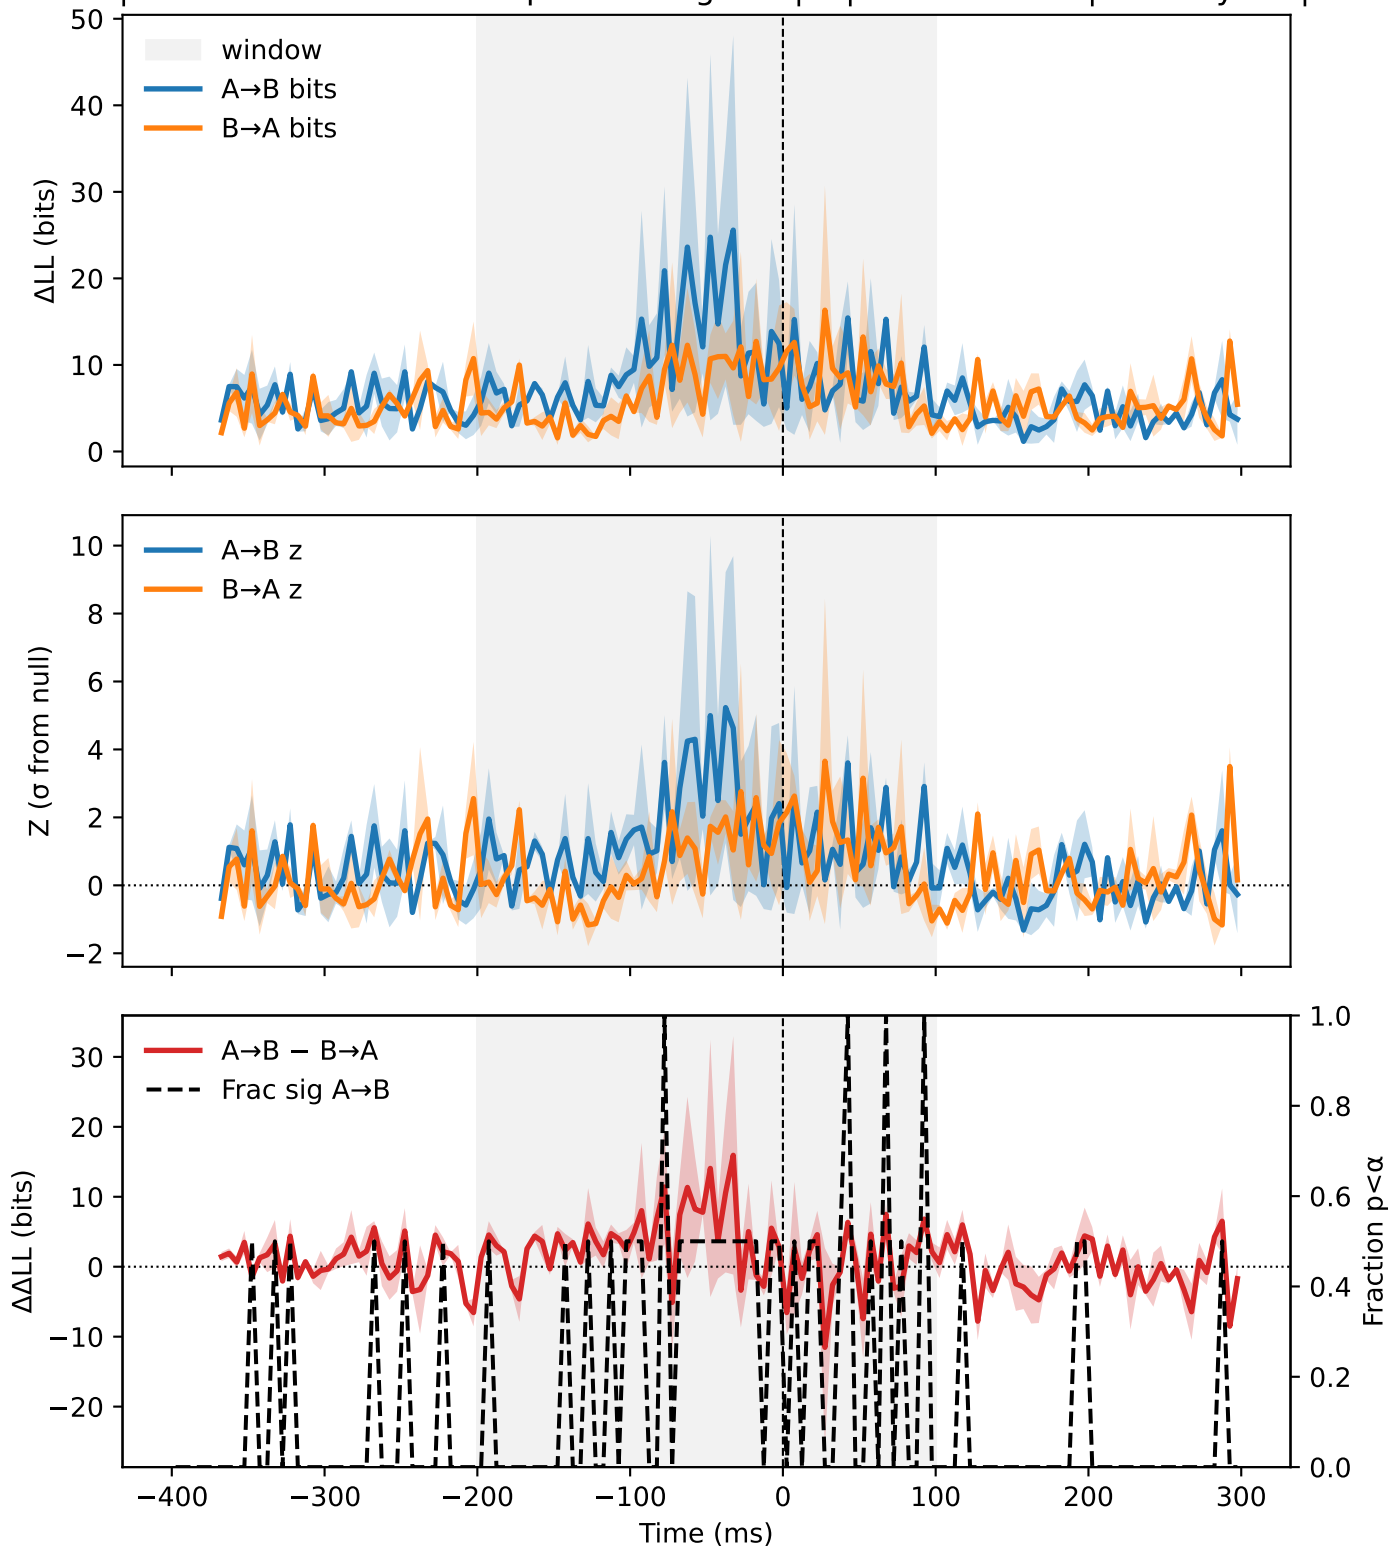 50
40
30
20
10
0
ΔLL (bits)
window
A→B bits
B→A bits
10
8
6
4
2
0
−2
Z (σ from null)
A→B z
B→A z
30
20
10
0
−10
−20
ΔΔLL (bits)
A→B − B→A
Frac sig A→B
1.0
0.8
0.6
0.4
0.2
0.0
Fraction p<α
−400 −300 −200 −100 0 100 200 300
Time (ms)